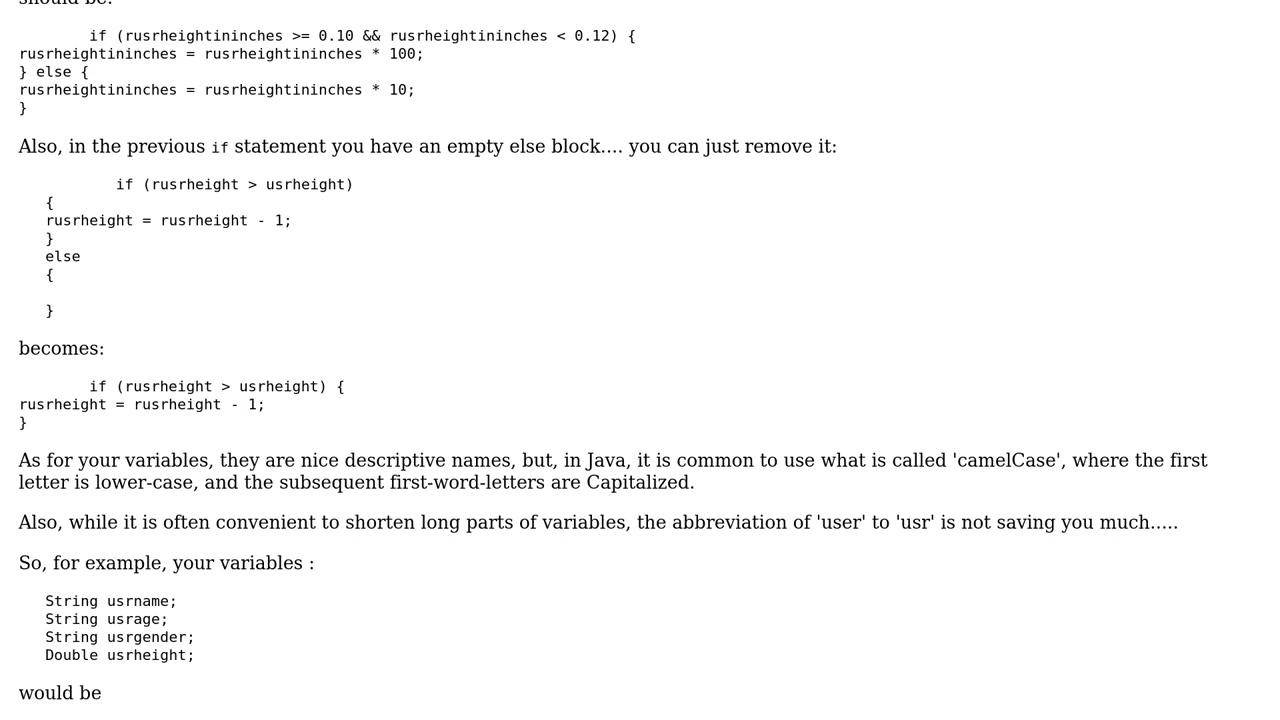 should be:
if (rusrheightininches >= 0.10 && rusrheightininches < 0.12) {
rusrheightininches = rusrheightininches * 100;
} else {
rusrheightininches = rusrheightininches * 10;
}
Also, in the previous if statement you have an empty else block.... you can just remove it:
if (rusrheight > usrheight)
{
rusrheight = rusrheight - 1;
}
else
{
}
becomes:
if (rusrheight > usrheight) {
rusrheight = rusrheight - 1;
}
As for your variables, they are nice descriptive names, but, in Java, it is common to use what is called 'camelCase', where the first
letter is lower-case, and the subsequent first-word-letters are Capitalized.
Also, while it is often convenient to shorten long parts of variables, the abbreviation of 'user' to 'usr' is not saving you much.....
So, for example, your variables :
String usrname;
String usrage;
String usrgender;
Double usrheight;
would be